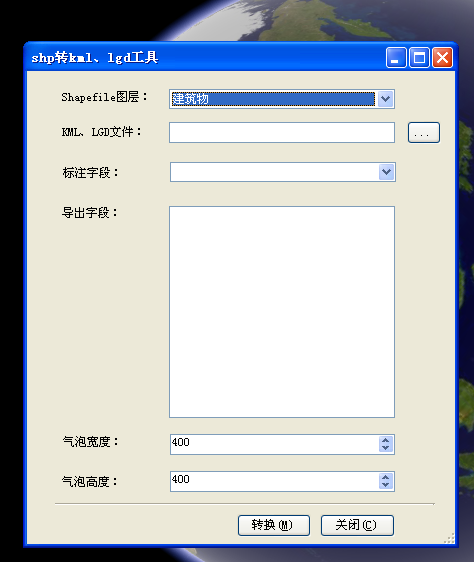 shp转kml、lgd工具
Shapefile图层： 建筑物
KML、LGD文件： ...
标注字段：
导出字段：
气泡宽度： 400
气泡高度： 400
转换(M) 关闭(C)